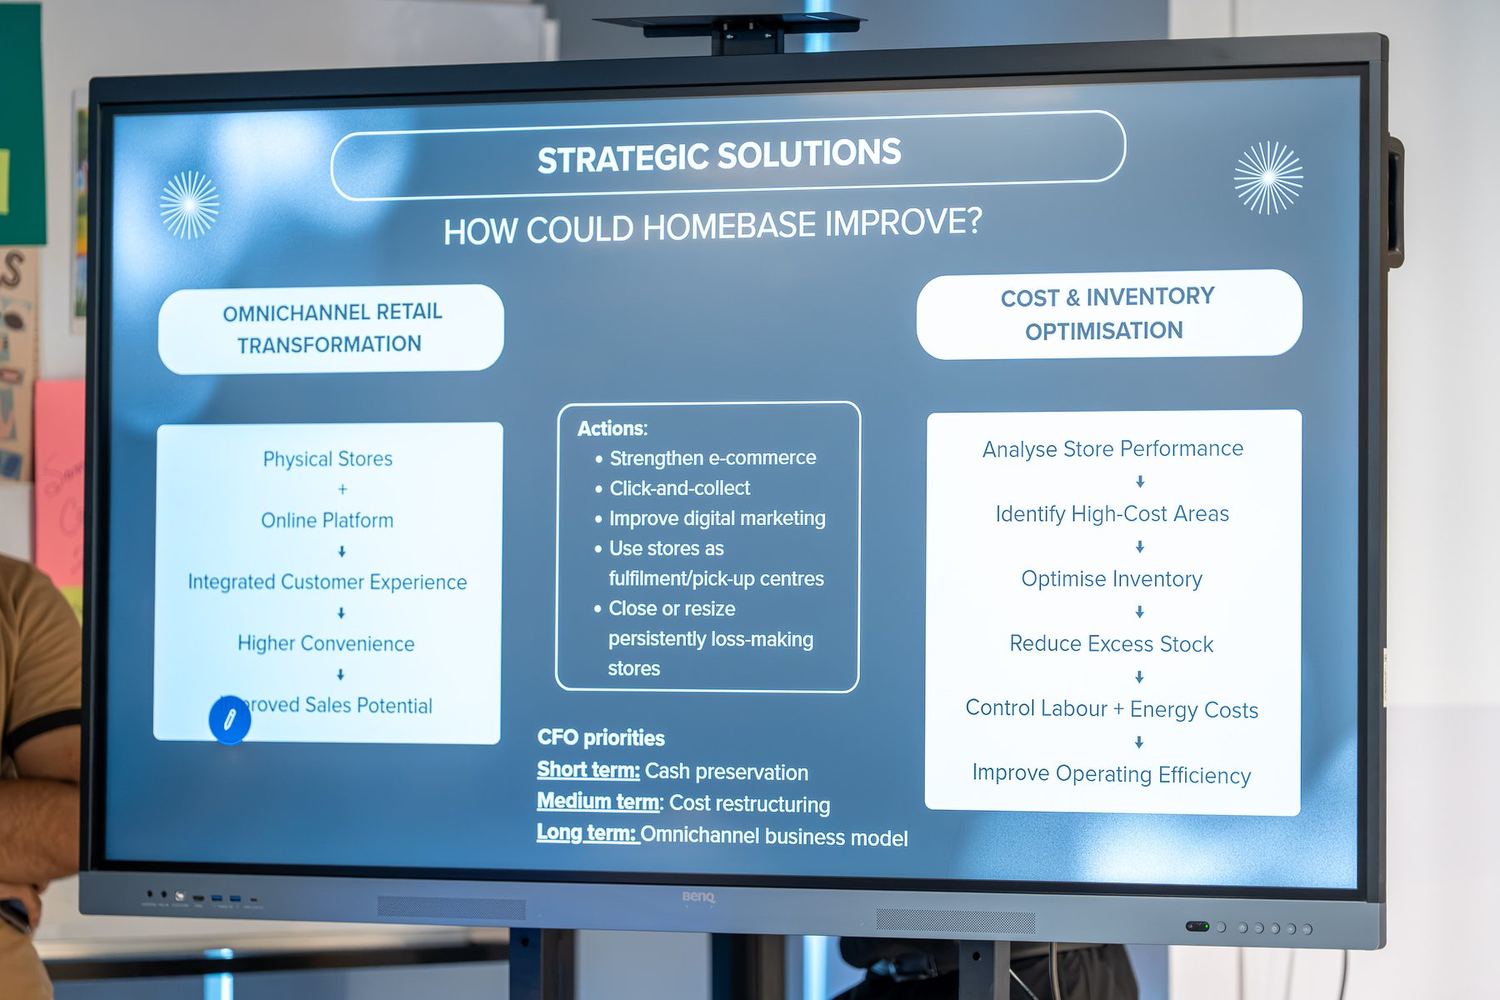 STRATEGIC SOLUTIONS
HOW COULD HOMEBASE IMPROVE?
OMNICHANNEL RETAIL
TRANSFORMATION
Physical Stores
+
Online Platform
Integrated Customer Experience
Higher Convenience
proved Sales Potential
Actions:
• Strengthen e-commerce
• Click-and-collect
• Improve digital marketing
• Use stores as
fulfilment/pick-up centres
• Close or resize
persistently loss-making
stores
CFO priorities
Short term: Cash preservation
Medium term: Cost restructuring
Long term: Omnichannel business model
COST & INVENTORY
OPTIMISATION
Analyse Store Performance
Identify High-Cost Areas
Optimise Inventory
Reduce Excess Stock
Control Labour + Energy Costs
Improve Operating Efficiency
BenQ